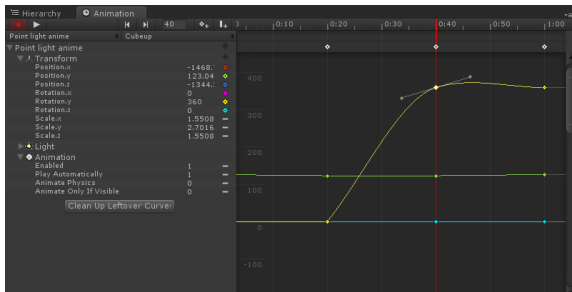 Hierarchy Animation
40 0:10 0:20 0:30 0:40 0:50 1:00
Point light anime Cubeup
Point light anime
Transform
Position.x -1468.
Position.y 123.04
Position.z -1344.
Rotation.x 0
Rotation.y 360
Rotation.z 0
Scale.x 1.5508
Scale.y 2.7016
Scale.z 1.5508
Light
Animation
Enabled 1
Play Automatically 1
Animate Physics 0
Animate Only If Visible 0
Clean Up Leftover Curve
400
300
200
100
0
-100